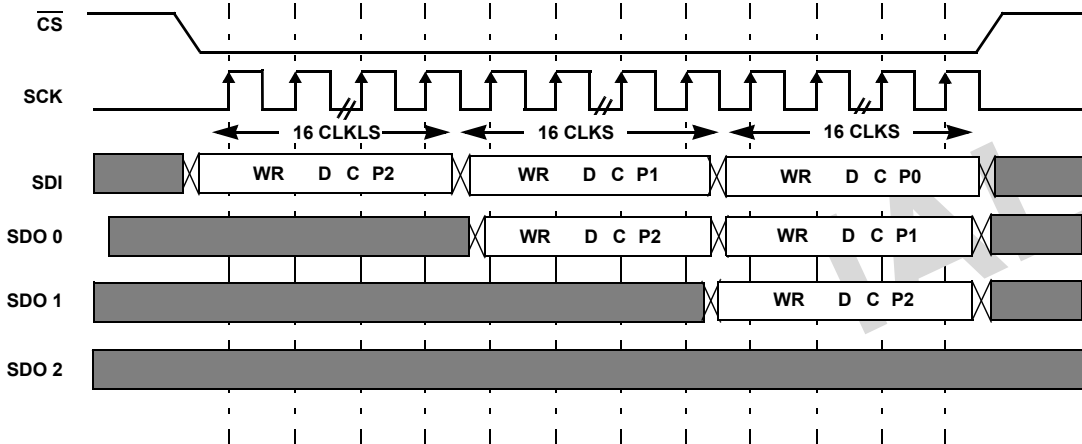 CS
SCK
16 CLKLS 16 CLKS 16 CLKS
SDI WR D C P2 WR D C P1 WR D C P0
SDO 0 WR D C P2 WR D C P1
SDO 1 WR D C P2
SDO 2